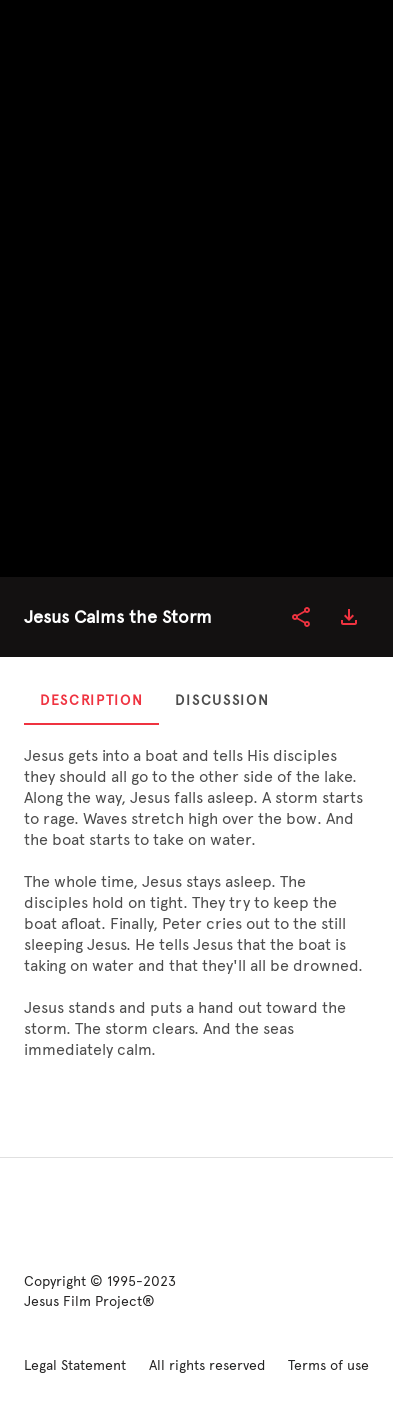 Jesus Calms the Storm
DESCRIPTION
DISCUSSION
Jesus gets into a boat and tells His disciples
they should all go to the other side of the lake.
Along the way, Jesus falls asleep. A storm starts
to rage. Waves stretch high over the bow. And
the boat starts to take on water.
The whole time, Jesus stays asleep. The
disciples hold on tight. They try to keep the
boat afloat. Finally, Peter cries out to the still
sleeping Jesus. He tells Jesus that the boat is
taking on water and that they'll all be drowned.
Jesus stands and puts a hand out toward the
storm. The storm clears. And the seas
immediately calm.
Copyright © 1995-2023
Jesus Film Project®
Legal Statement All rights reserved Terms of use